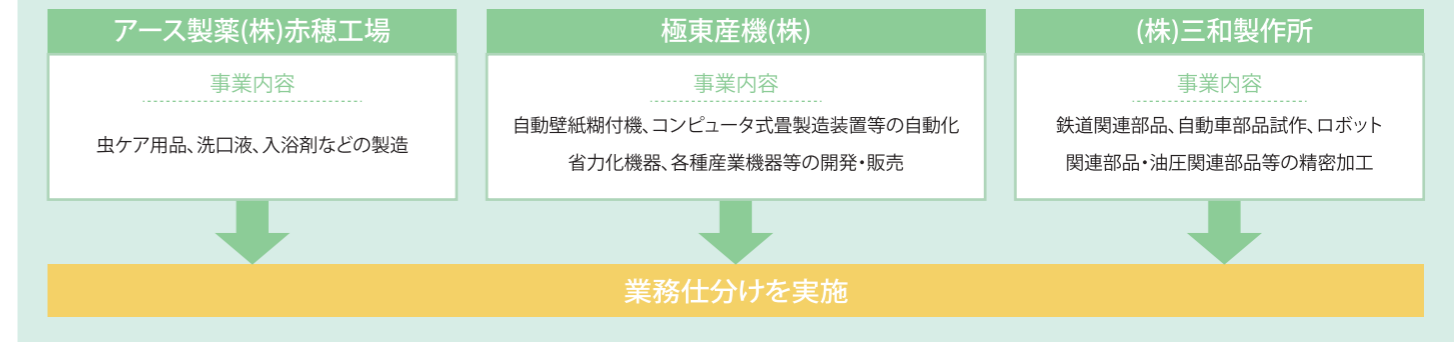 アース製薬(株)赤穂工場
事業内容
虫ケア用品、洗口液、入浴剤などの製造
極東産機(株)
事業内容
自動壁紙糊付機、コンピュータ式畳製造装置等の自動化
省力化機器、各種産業機器等の開発・販売
(株)三和製作所
事業内容
鉄道関連部品、自動車部品試作、ロボット
関連部品・油圧関連部品等の精密加工
業務仕分けを実施